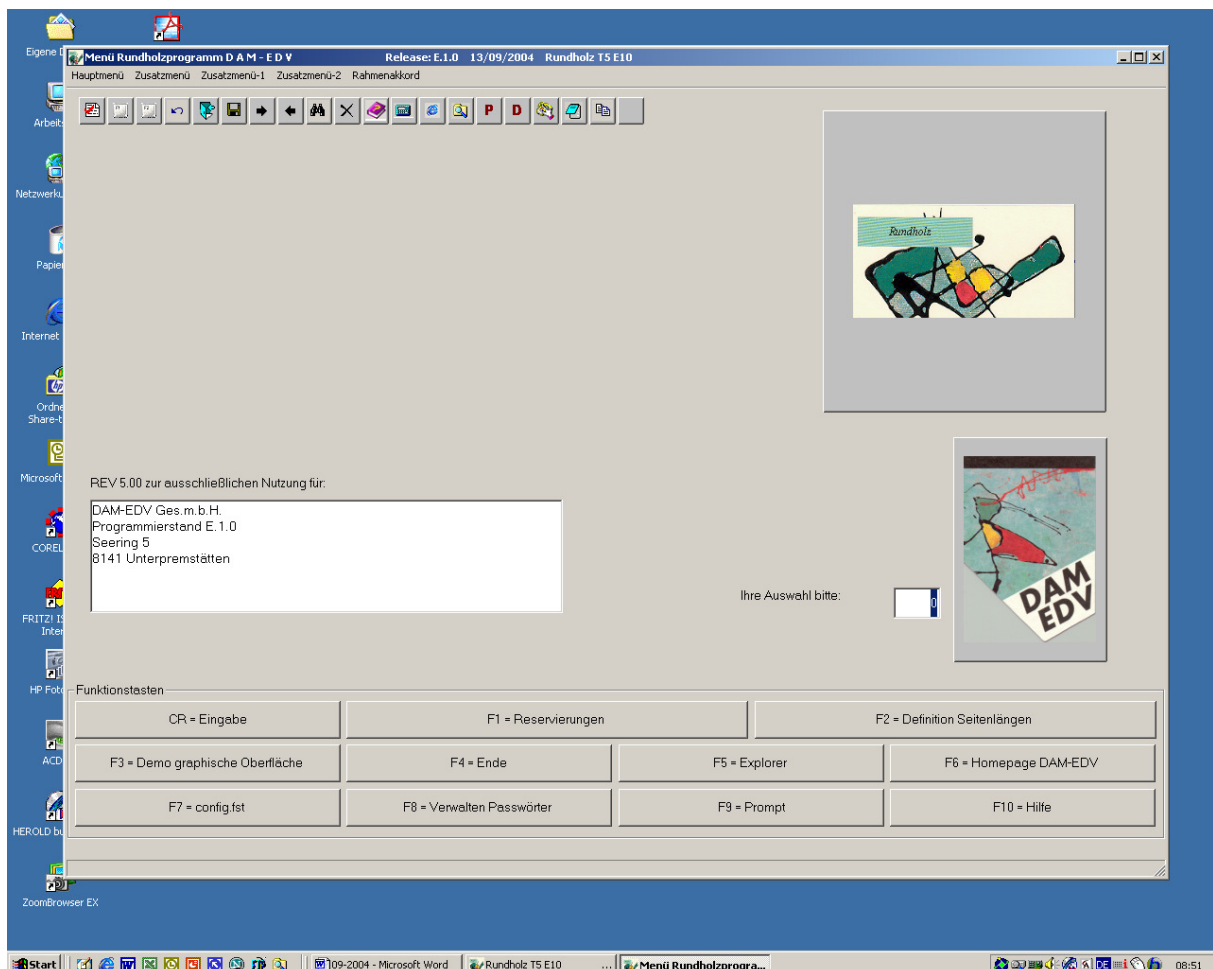 Eigene
Menü Rundholzprogramm D A M - E D V Release: E.1.0 13/09/2004 Rundholz T5 E10
Hauptmenü Zusatzmenü Zusatzmenü-1 Zusatzmenü-2 Rahmenakkord
P D
Arbeits
Netzwerku
Papier
Internet
Ordne
Share-t
Microsoft
COREL
FRITZ! IS
Inter
HP Foto
ACD
HEROLD bu
ZoomBrowser EX
Rundholz
REV 5.00 zur ausschließlichen Nutzung für:
DAM-EDV Ges.m.b.H.
Programmierstand E.1.0
Seering 5
8141 Unterpremstätten
Ihre Auswahl bitte: 0
DAM
EDV
Funktionstasten
CR = Eingabe F1 = Reservierungen F2 = Definition Seitenlängen
F3 = Demo graphische Oberfläche F4 = Ende F5 = Explorer F6 = Homepage DAM-EDV
F7 = config.fst F8 = Verwalten Passwörter F9 = Prompt F10 = Hilfe
Start 09-2004 - Microsoft Word Rundholz T5 E10 ... Menü Rundholzprogra... DE 08:51